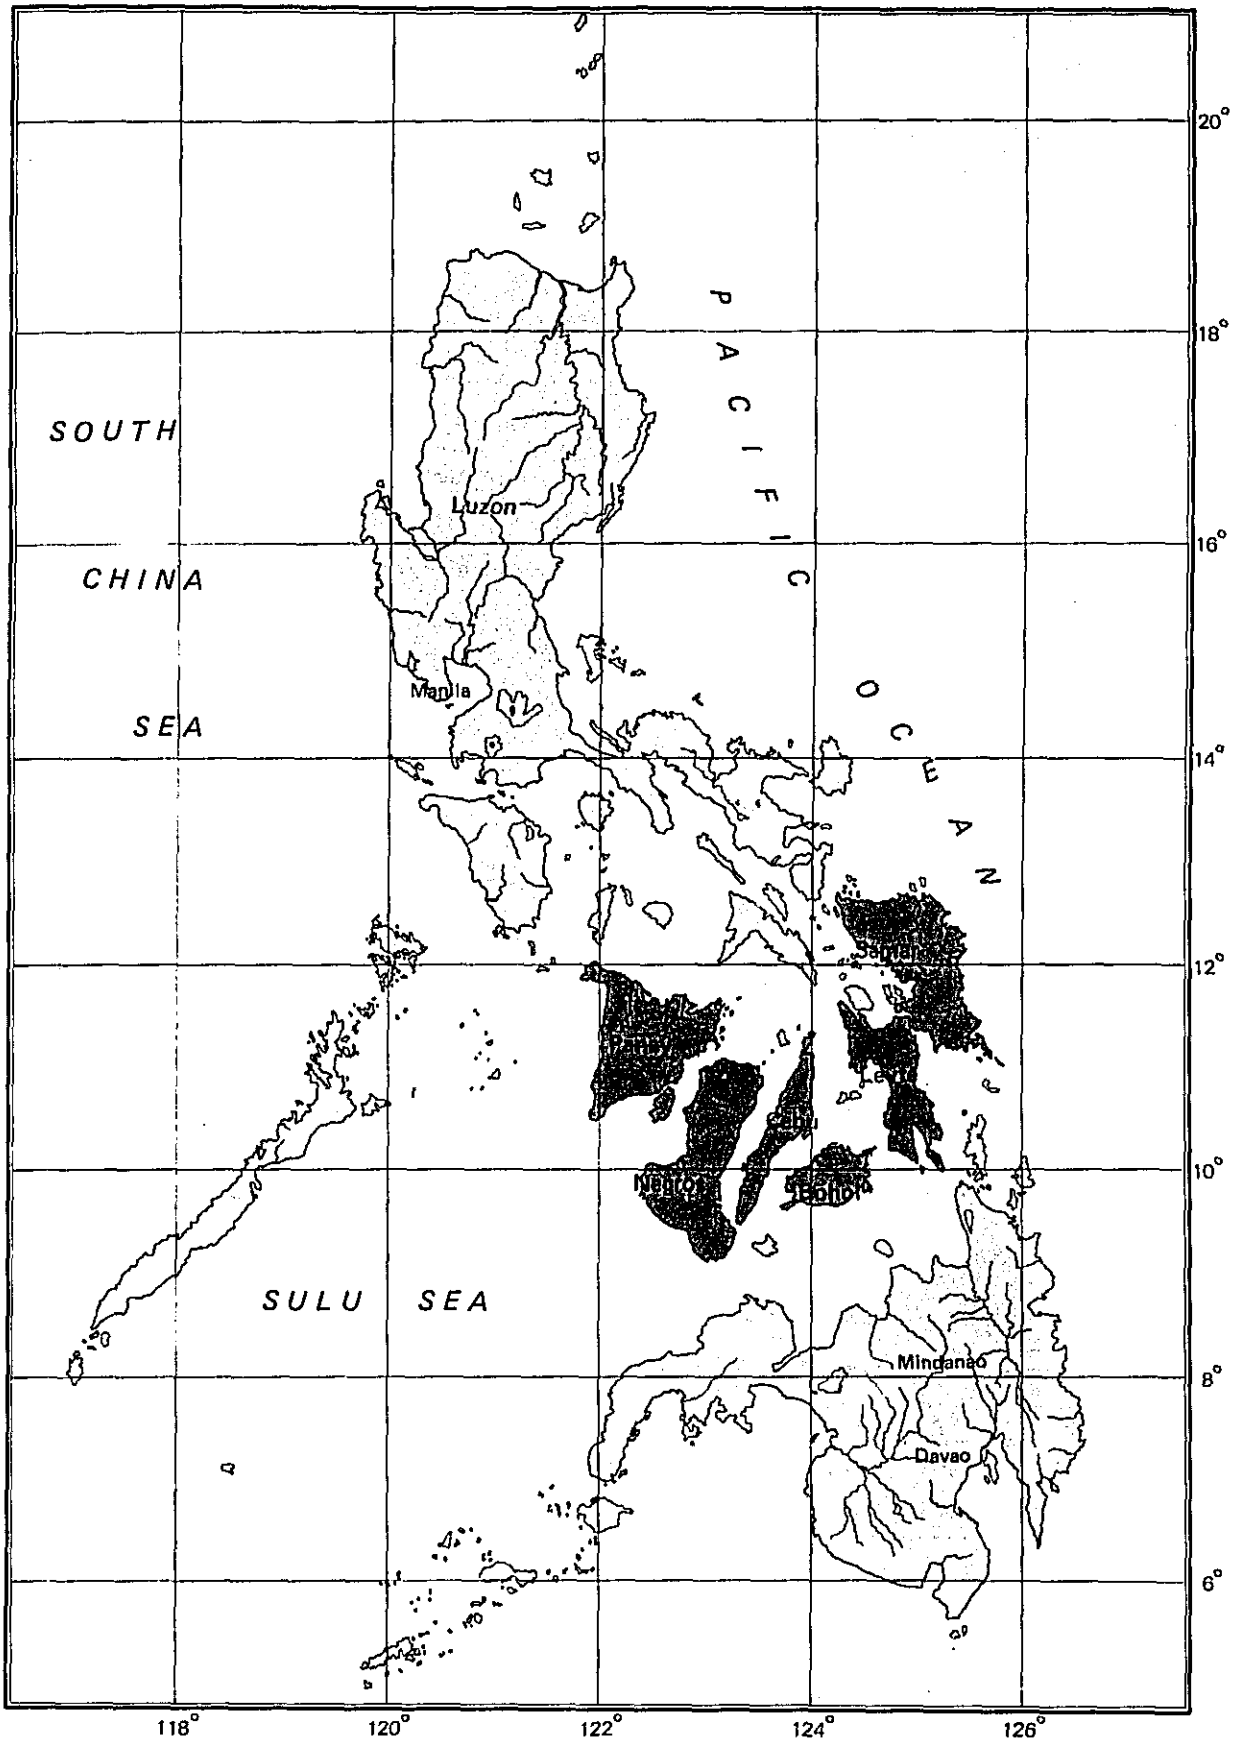 20°
P A C I F I C
18°
SOUTH
Luzon
16°
CHINA
Manila
O C E A N
SEA
14°
Samar
12°
Panay
Leyte
Cebu
10°
Negros
Bohol
SULU SEA
Mindanao
8°
Davao
6°
118° 120° 122° 124° 126°